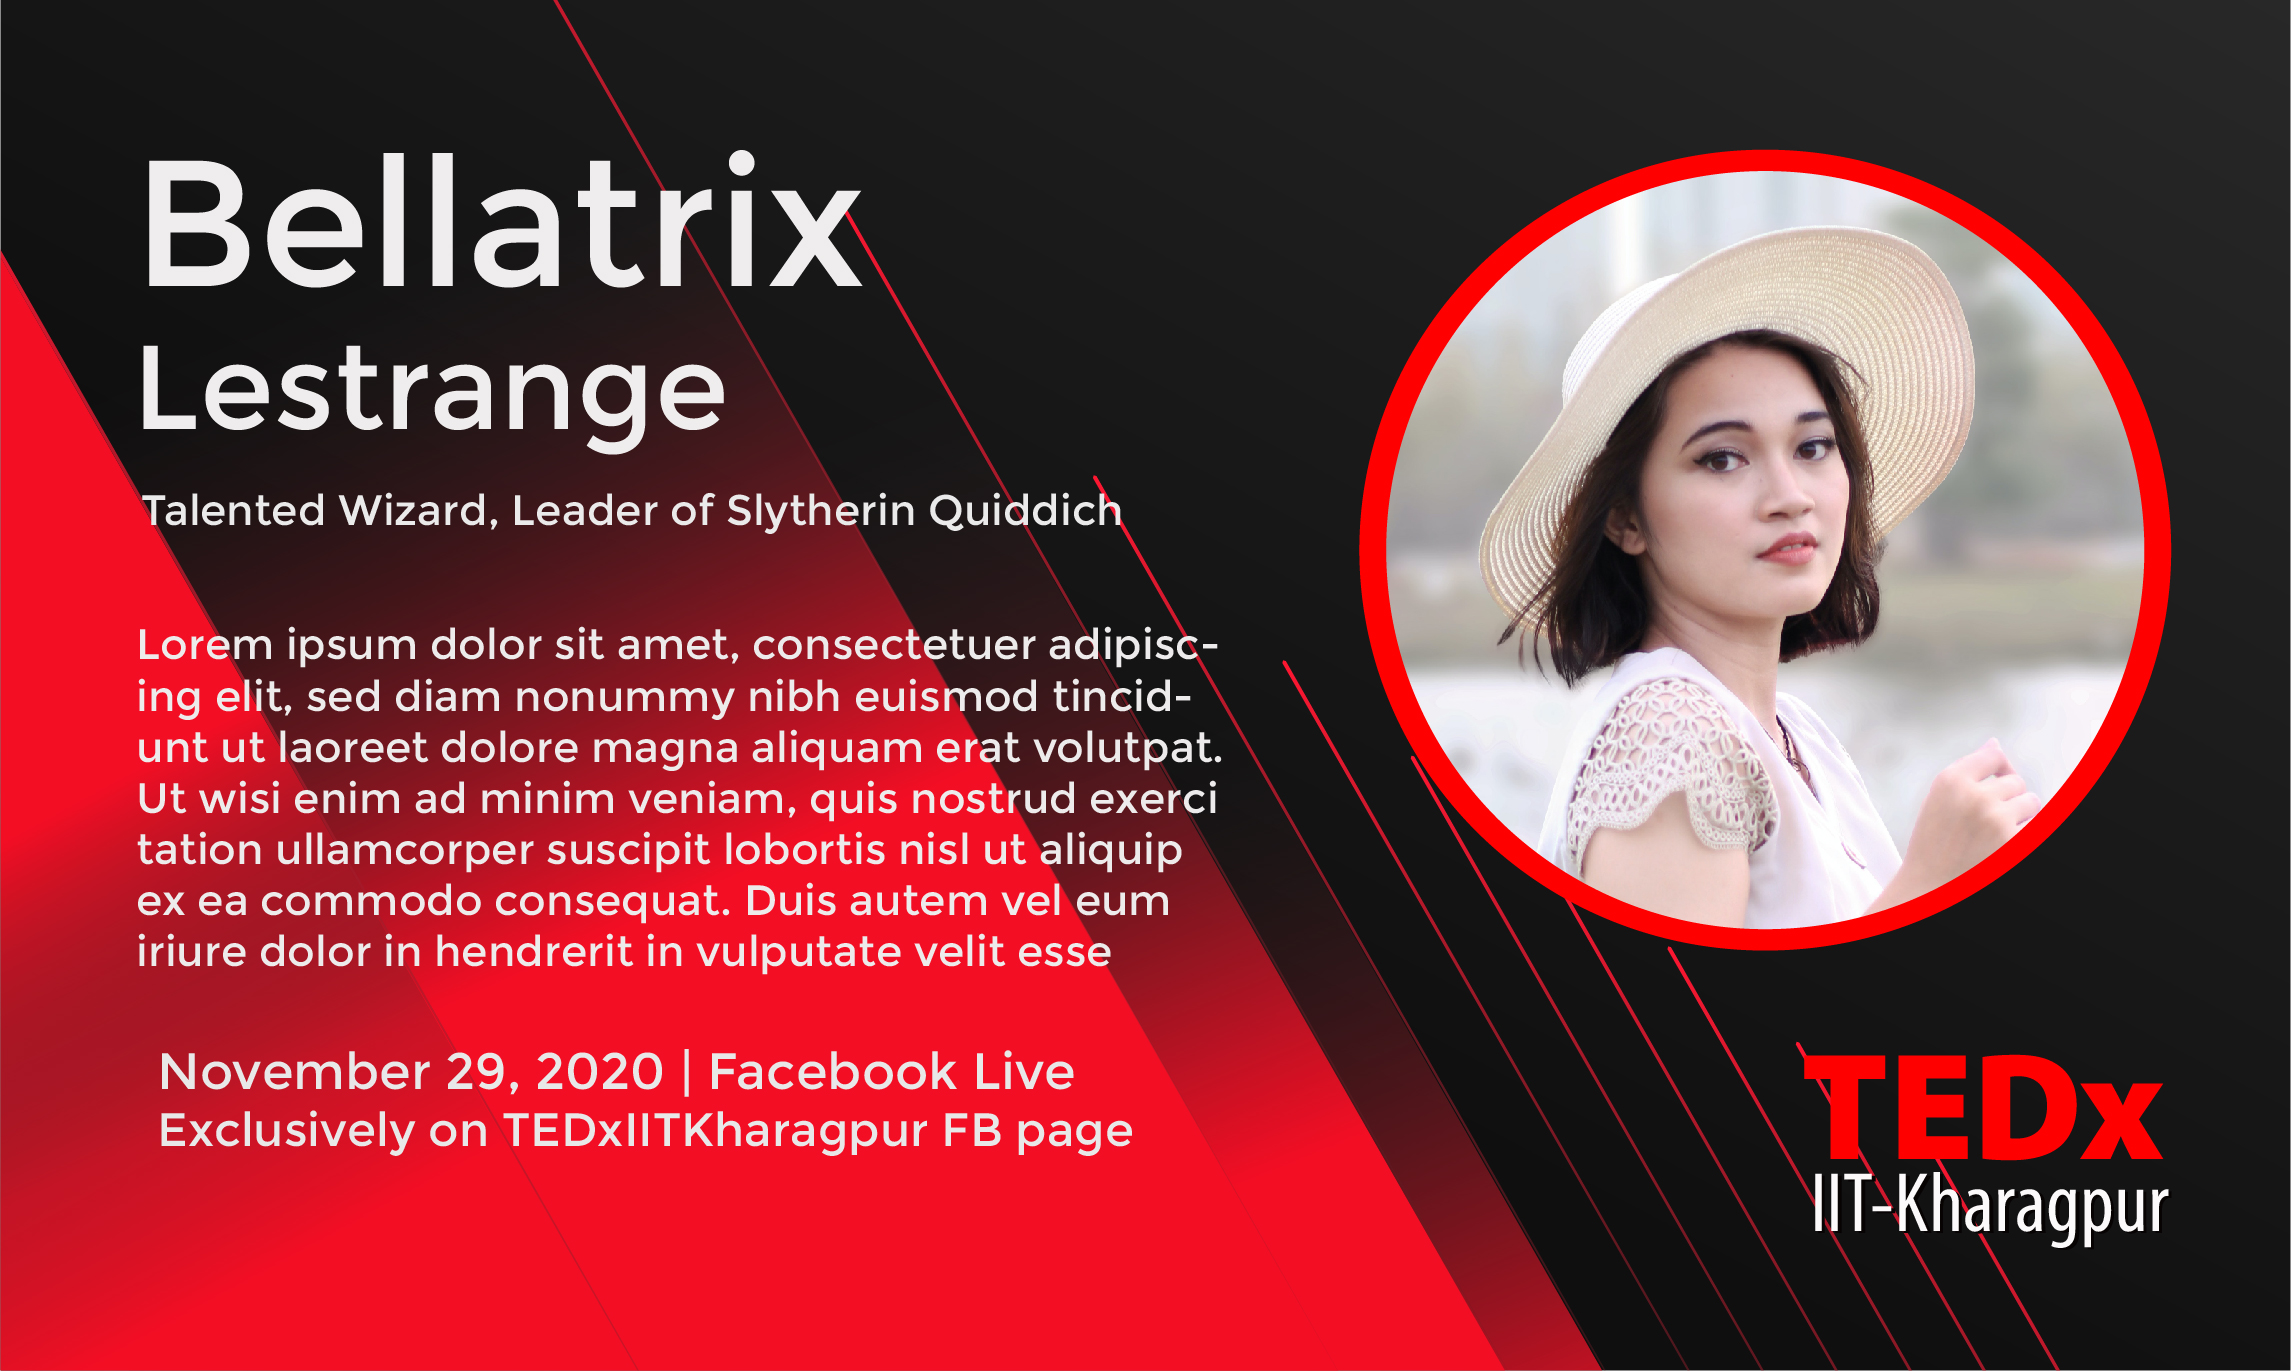 Bellatrix
Lestrange
Talented Wizard, Leader of Slytherin Quiddich
Lorem ipsum dolor sit amet, consectetuer adipisc-
ing elit, sed diam nonummy nibh euismod tincid-
unt ut laoreet dolore magna aliquam erat volutpat.
Ut wisi enim ad minim veniam, quis nostrud exerci
tation ullamcorper suscipit lobortis nisl ut aliquip
ex ea commodo consequat. Duis autem vel eum
iriure dolor in hendrerit in vulputate velit esse
November 29, 2020 | Facebook Live
Exclusively on TEDxIITKharagpur FB page
TEDx
IIT-Kharagpur